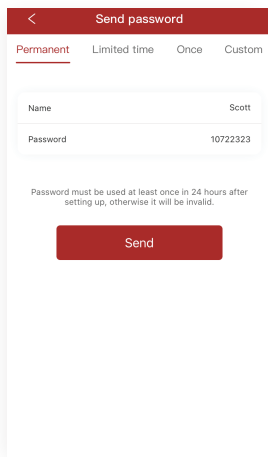 Send password
Permanent Limited time Once Custom
Name Scott
Password 10722323
Password must be used at least once in 24 hours after
setting up, otherwise it will be invalid.
Send